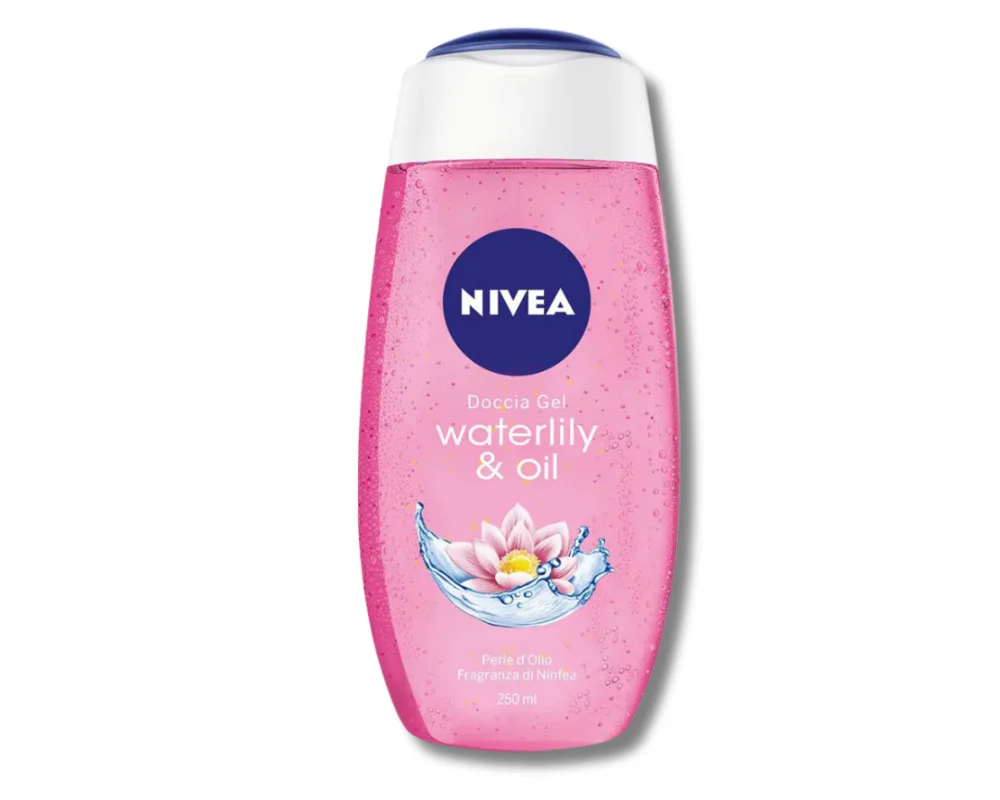 NIVEA
Doccia Gel
waterlily
& oil
Perle d'Olio
Fragranza di Ninfea
250 ml